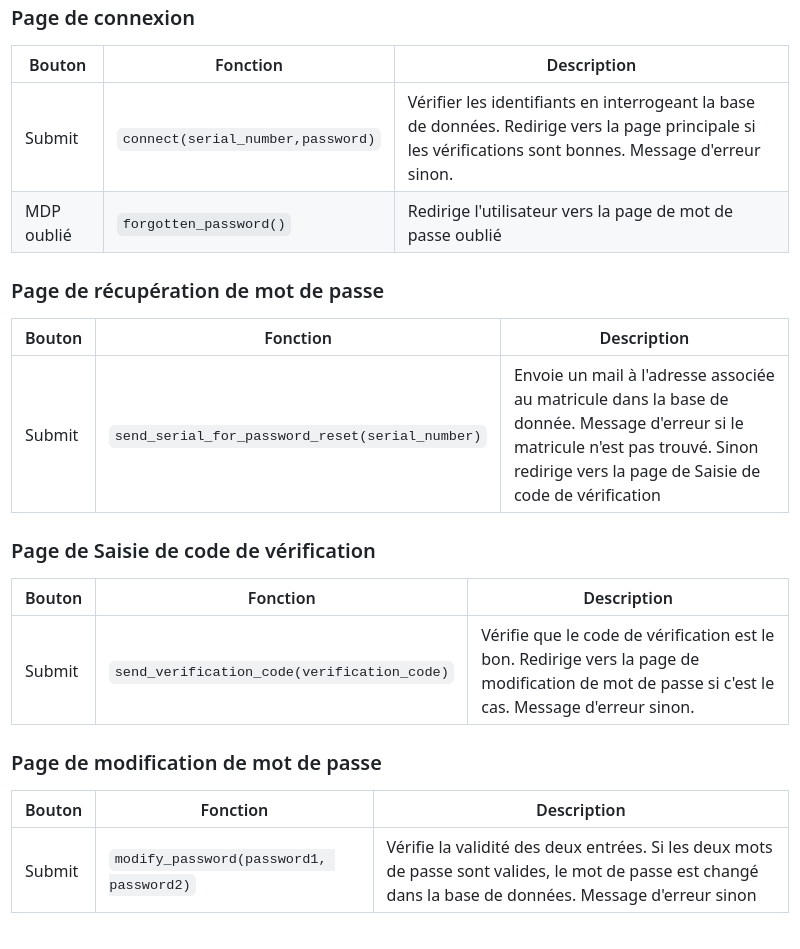 Page de connexion
Bouton Fonction Description
Submit connect(serial_number,password) Vérifier les identifiants en interrogeant la base
de données. Redirige vers la page principale si
les vérifications sont bonnes. Message d'erreur
sinon.
MDP
oublié forgotten_password() Redirige l'utilisateur vers la page de mot de
passe oublié
Page de récupération de mot de passe
Bouton Fonction Description
Submit send_serial_for_password_reset(serial_number) Envoie un mail à l'adresse associée
au matricule dans la base de
donnée. Message d'erreur si le
matricule n'est pas trouvé. Sinon
redirige vers la page de Saisie de
code de vérification
Page de Saisie de code de vérification
Bouton Fonction Description
Submit send_verification_code(verification_code) Vérifie que le code de vérification est le
bon. Redirige vers la page de
modification de mot de passe si c'est le
cas. Message d'erreur sinon.
Page de modification de mot de passe
Bouton Fonction Description
Submit modify_password(password1,
password2) Vérifie la validité des deux entrées. Si les deux mots
de passe sont valides, le mot de passe est changé
dans la base de données. Message d'erreur sinon